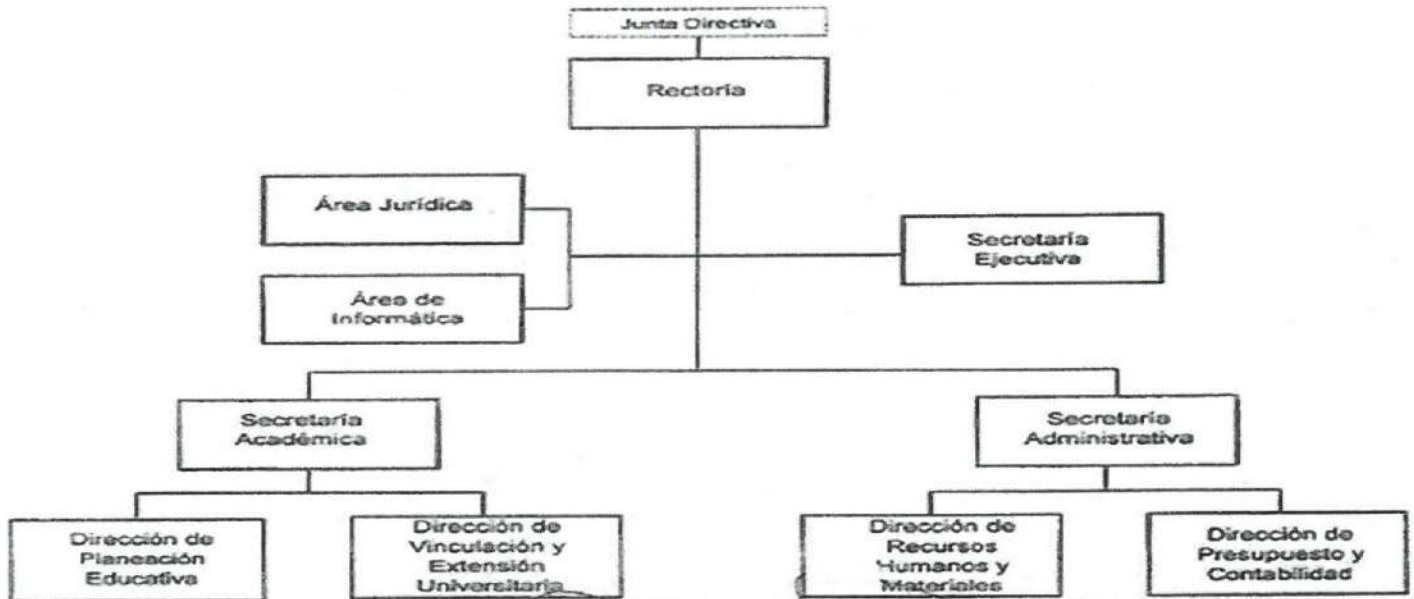 Junta Directiva
Rectoría
Área Jurídica
Secretaría
Ejecutiva
Área de
Informática
Secretaría
Académica
Secretaría
Administrativa
Dirección de
Planeación
Educativa
Dirección de
Vinculación y
Extensión
Universitaria
Dirección de
Recursos
Humanos y
Materiales
Dirección de
Presupuesto y
Contabilidad